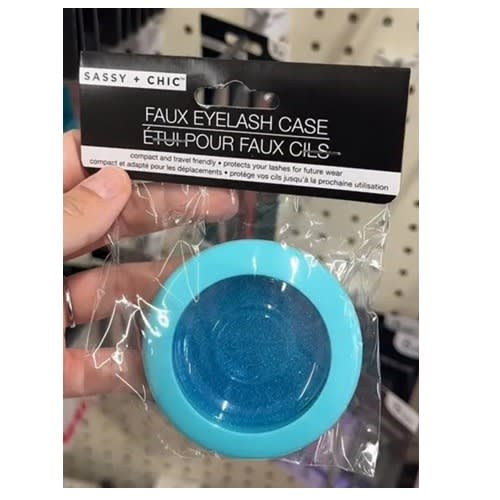 SASSY + CHIC™
FAUX EYELASH CASE
ÉTUI POUR FAUX CILS
compact and travel friendly • protects your lashes for future wear
compact et adapté pour les déplacements • protège vos cils jusqu'à la prochaine utilisation